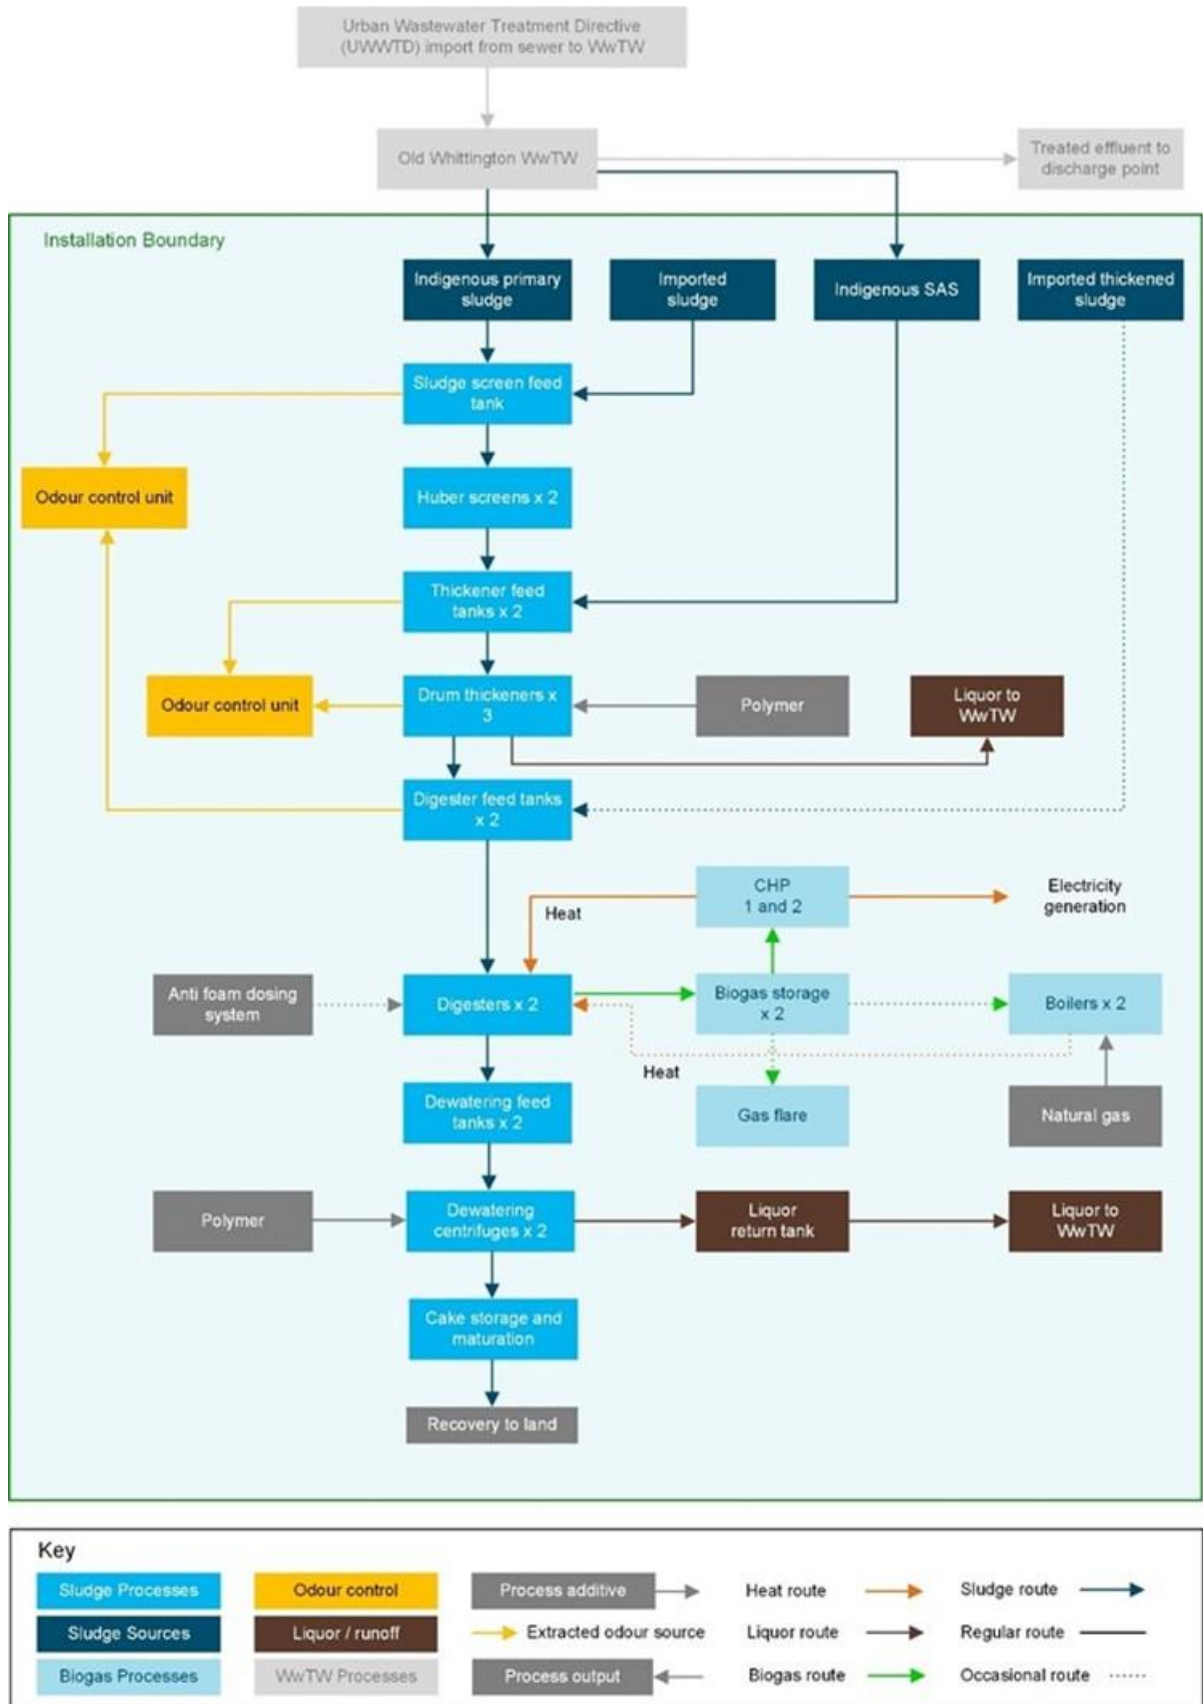 Urban Wastewater Treatment Directive
(UWWTD) import from sewer to WwTW
Old Whittington WwTW
Treated effluent to
discharge point
Installation Boundary
Indigenous primary
sludge
Imported
sludge
Indigenous SAS
Imported thickened
sludge
Sludge screen feed
tank
Odour control unit
Huber screens x 2
Thickener feed
tanks x 2
Odour control unit
Drum thickeners x
3
Polymer
Liquor to
WwTW
Digester feed tanks
x 2
CHP
1 and 2
Electricity
generation
Heat
Anti foam dosing
system
Digesters x 2
Biogas storage
x 2
Boilers x 2
Heat
Dewatering feed
tanks x 2
Gas flare
Natural gas
Polymer
Dewatering
centrifuges x 2
Liquor
return tank
Liquor to
WwTW
Cake storage and
maturation
Recovery to land
Key
Sludge Processes
Odour control
Process additive
Heat route
Sludge route
Sludge Sources
Liquor / runoff
Extracted odour source
Liquor route
Regular route
Biogas Processes
WwTW Processes
Process output
Biogas route
Occasional route